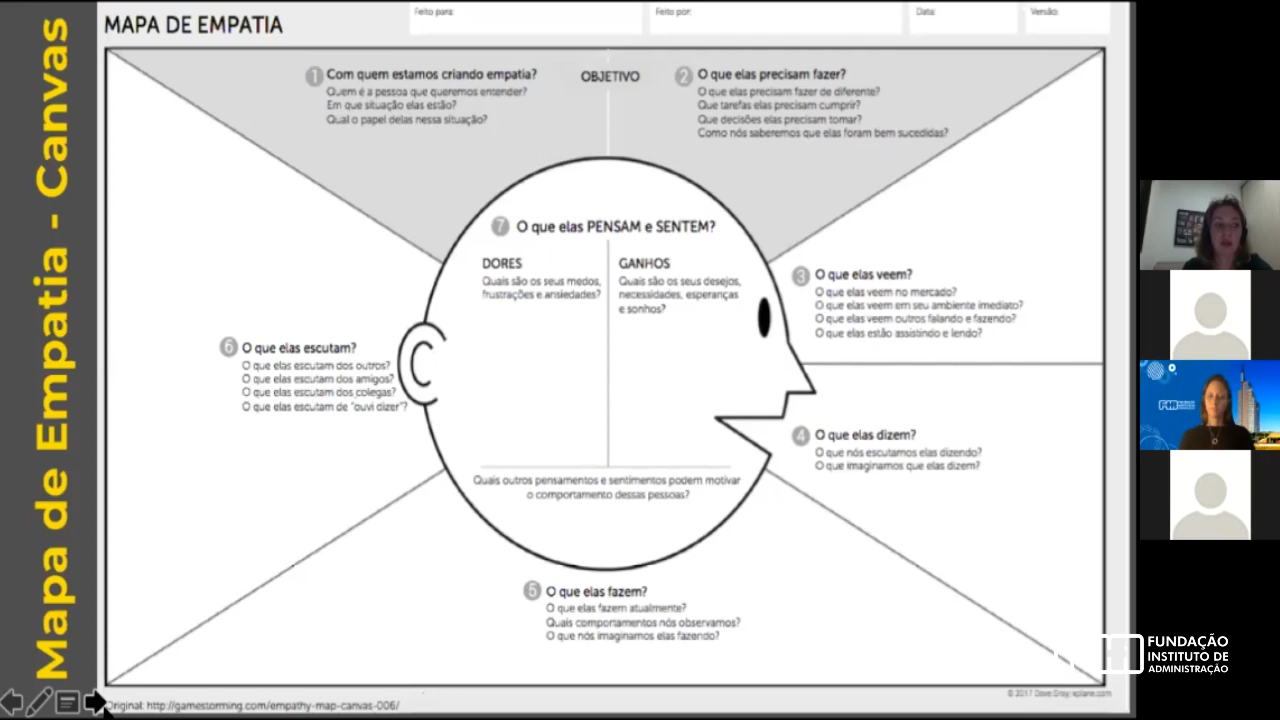 Mapa de Empatia - Canvas
MAPA DE EMPATIA
Feito para:
Feito por:
Data:
Versão:
1 Com quem estamos criando empatia?
Quem é a pessoa que queremos entender?
Em que situação elas estão?
Qual o papel delas nessa situação?
OBJETIVO
2 O que elas precisam fazer?
O que elas precisam fazer de diferente?
Que tarefas elas precisam cumprir?
Que decisões elas precisam tomar?
Como nós saberemos que elas foram bem sucedidas?
7 O que elas PENSAM e SENTEM?
DORES
Quais são os seus medos,
frustrações e ansiedades?
GANHOS
Quais são os seus desejos,
necessidades, esperanças
e sonhos?
3 O que elas veem?
O que elas veem no mercado?
O que elas veem em seu ambiente imediato?
O que elas veem outros falando e fazendo?
O que elas estão assistindo e lendo?
6 O que elas escutam?
O que elas escutam dos outros?
O que elas escutam dos amigos?
O que elas escutam dos colegas?
O que elas escutam de "ouvi dizer"?
4 O que elas dizem?
O que nós escutamos elas dizendo?
O que imaginamos que elas dizem?
Quais outros pensamentos e sentimentos podem motivar
o comportamento dessas pessoas?
5 O que elas fazem?
O que elas fazem atualmente?
Quais comportamentos nós observamos?
O que nós imaginamos elas fazendo?
FUNDAÇÃO
INSTITUTO DE
ADMINISTRAÇÃO
© 2017 Dave Gray, xplane.com
Original: http://gamestorming.com/empathy-map-canvas-006/